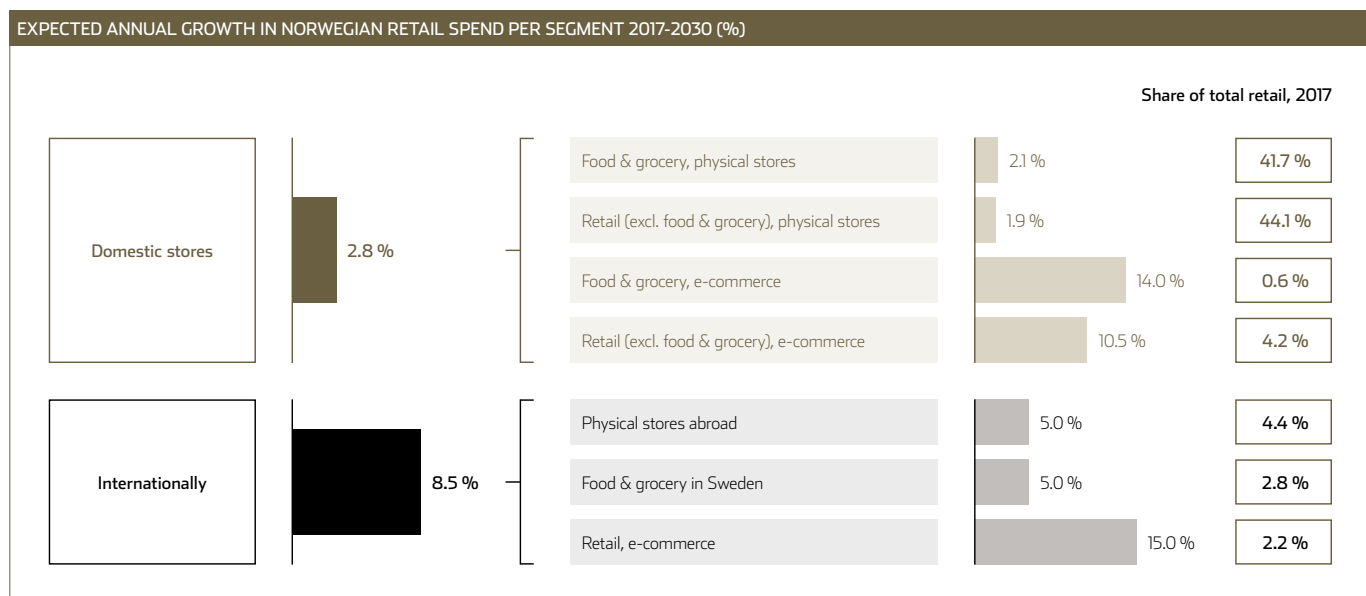 EXPECTED ANNUAL GROWTH IN NORWEGIAN RETAIL SPEND PER SEGMENT 2017-2030 (%)
Share of total retail, 2017
Domestic stores
2.8 %
Food & grocery, physical stores
2.1 %
41.7 %
Retail (excl. food & grocery), physical stores
1.9 %
44.1 %
Food & grocery, e-commerce
14.0 %
0.6 %
Retail (excl. food & grocery), e-commerce
10.5 %
4.2 %
Internationally
8.5 %
Physical stores abroad
5.0 %
4.4 %
Food & grocery in Sweden
5.0 %
2.8 %
Retail, e-commerce
15.0 %
2.2 %